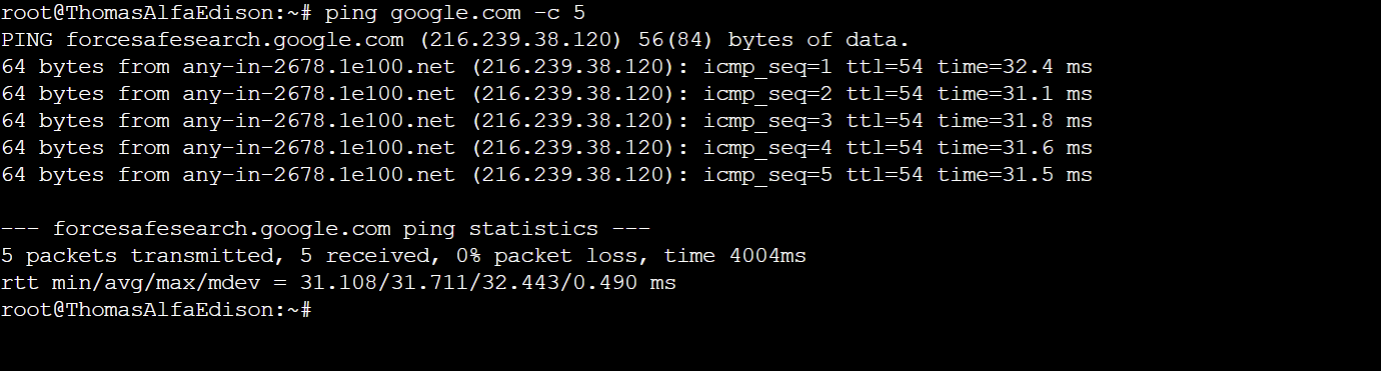 root@ThomasAlfaEdison:~# ping google.com -c 5
PING forcesafesearch.google.com (216.239.38.120) 56(84) bytes of data.
64 bytes from any-in-2678.1e100.net (216.239.38.120): icmp_seq=1 ttl=54 time=32.4 ms
64 bytes from any-in-2678.1e100.net (216.239.38.120): icmp_seq=2 ttl=54 time=31.1 ms
64 bytes from any-in-2678.1e100.net (216.239.38.120): icmp_seq=3 ttl=54 time=31.8 ms
64 bytes from any-in-2678.1e100.net (216.239.38.120): icmp_seq=4 ttl=54 time=31.6 ms
64 bytes from any-in-2678.1e100.net (216.239.38.120): icmp_seq=5 ttl=54 time=31.5 ms
--- forcesafesearch.google.com ping statistics ---
5 packets transmitted, 5 received, 0% packet loss, time 4004ms
rtt min/avg/max/mdev = 31.108/31.711/32.443/0.490 ms
root@ThomasAlfaEdison:~#